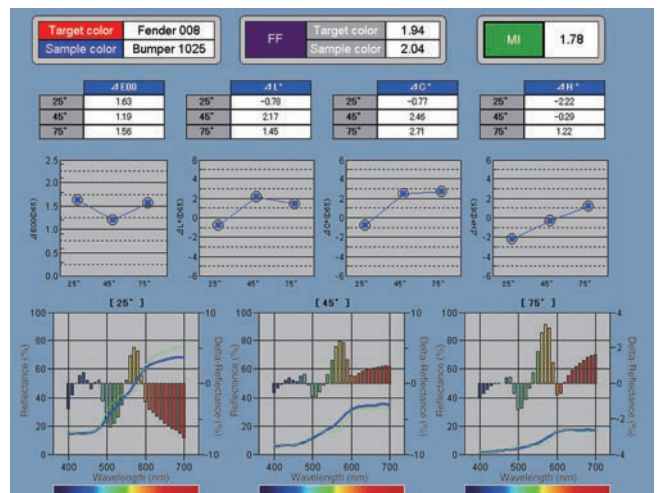 Target color Fender 008
Sample color Bumper 1025
FF
Target color 1.94
Sample color 2.04
MI 1.78
⊿E00
25° 1.63
45° 1.19
75° 1.56
⊿L*
25° -0.78
45° 2.17
75° 1.45
⊿C*
25° -0.77
45° 2.46
75° 2.71
⊿H*
25° -2.22
45° -0.29
75° 1.22
⊿E00(D65)
2.5
2.0
1.5
1.0
0.5
0.0
25° 45° 75°
⊿L*(D65)
6
4
2
0
-2
-4
-6
25° 45° 75°
⊿C*(D65)
6
4
2
0
-2
-4
-6
25° 45° 75°
⊿H*(D65)
6
4
2
0
-2
-4
-6
25° 45° 75°
[ 25° ]
Reflectance (%)
100
80
60
40
20
0
Delta-Reflectance (%)
10
5
0
-5
-10
400 500 600 700
Wavelength (nm)
[ 45° ]
Reflectance (%)
100
80
60
40
20
0
Delta-Reflectance (%)
10
5
0
-5
-10
400 500 600 700
Wavelength (nm)
[ 75° ]
Reflectance (%)
100
80
60
40
20
0
Delta-Reflectance (%)
4
2
0
-2
-4
400 500 600 700
Wavelength (nm)